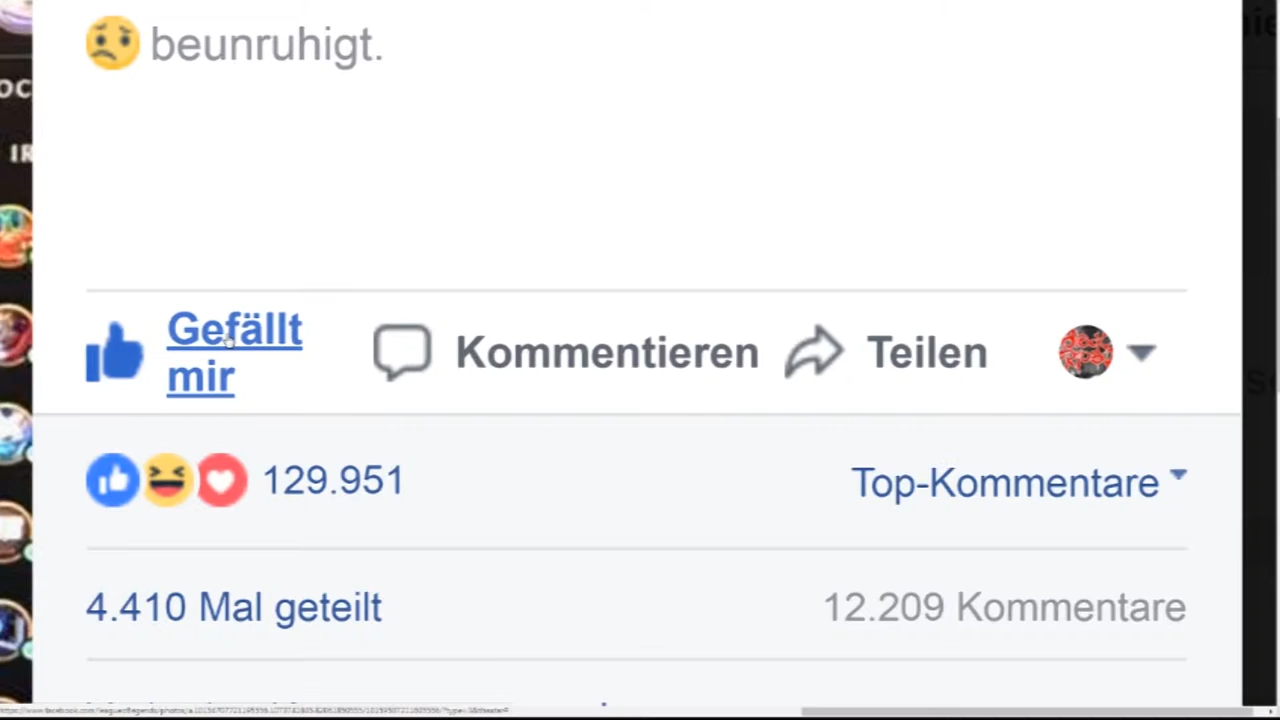 beunruhigt.
Gefällt
mir
Kommentieren
Teilen
129.951
Top-Kommentare
4.410 Mal geteilt
12.209 Kommentare